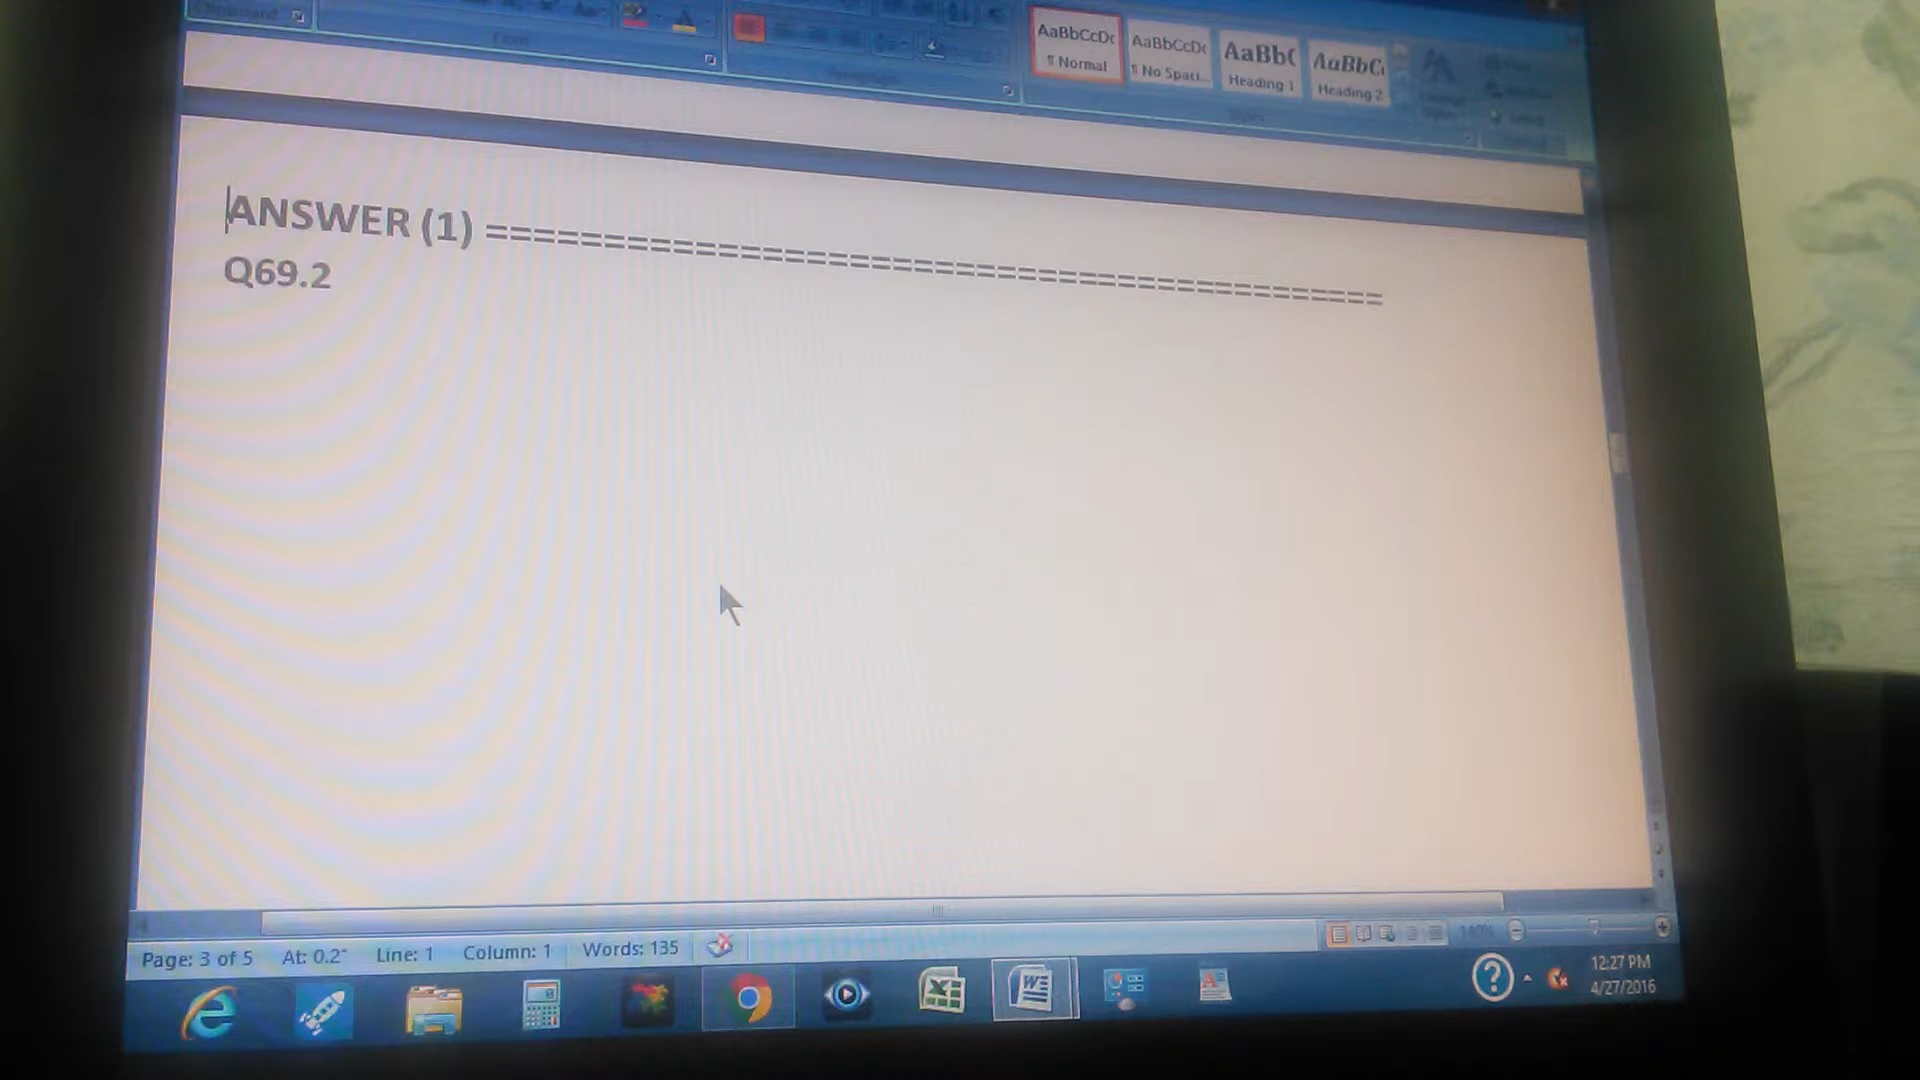 AaBbCcDc AaBbCcDc AaBbC AaBbCc
¶ Normal ¶ No Spaci... Heading 1 Heading 2
ANSWER (1) =======================================
Q69.2
Page: 3 of 5 At: 0.2" Line: 1 Column: 1 Words: 135 140%
12:27 PM
4/27/2016